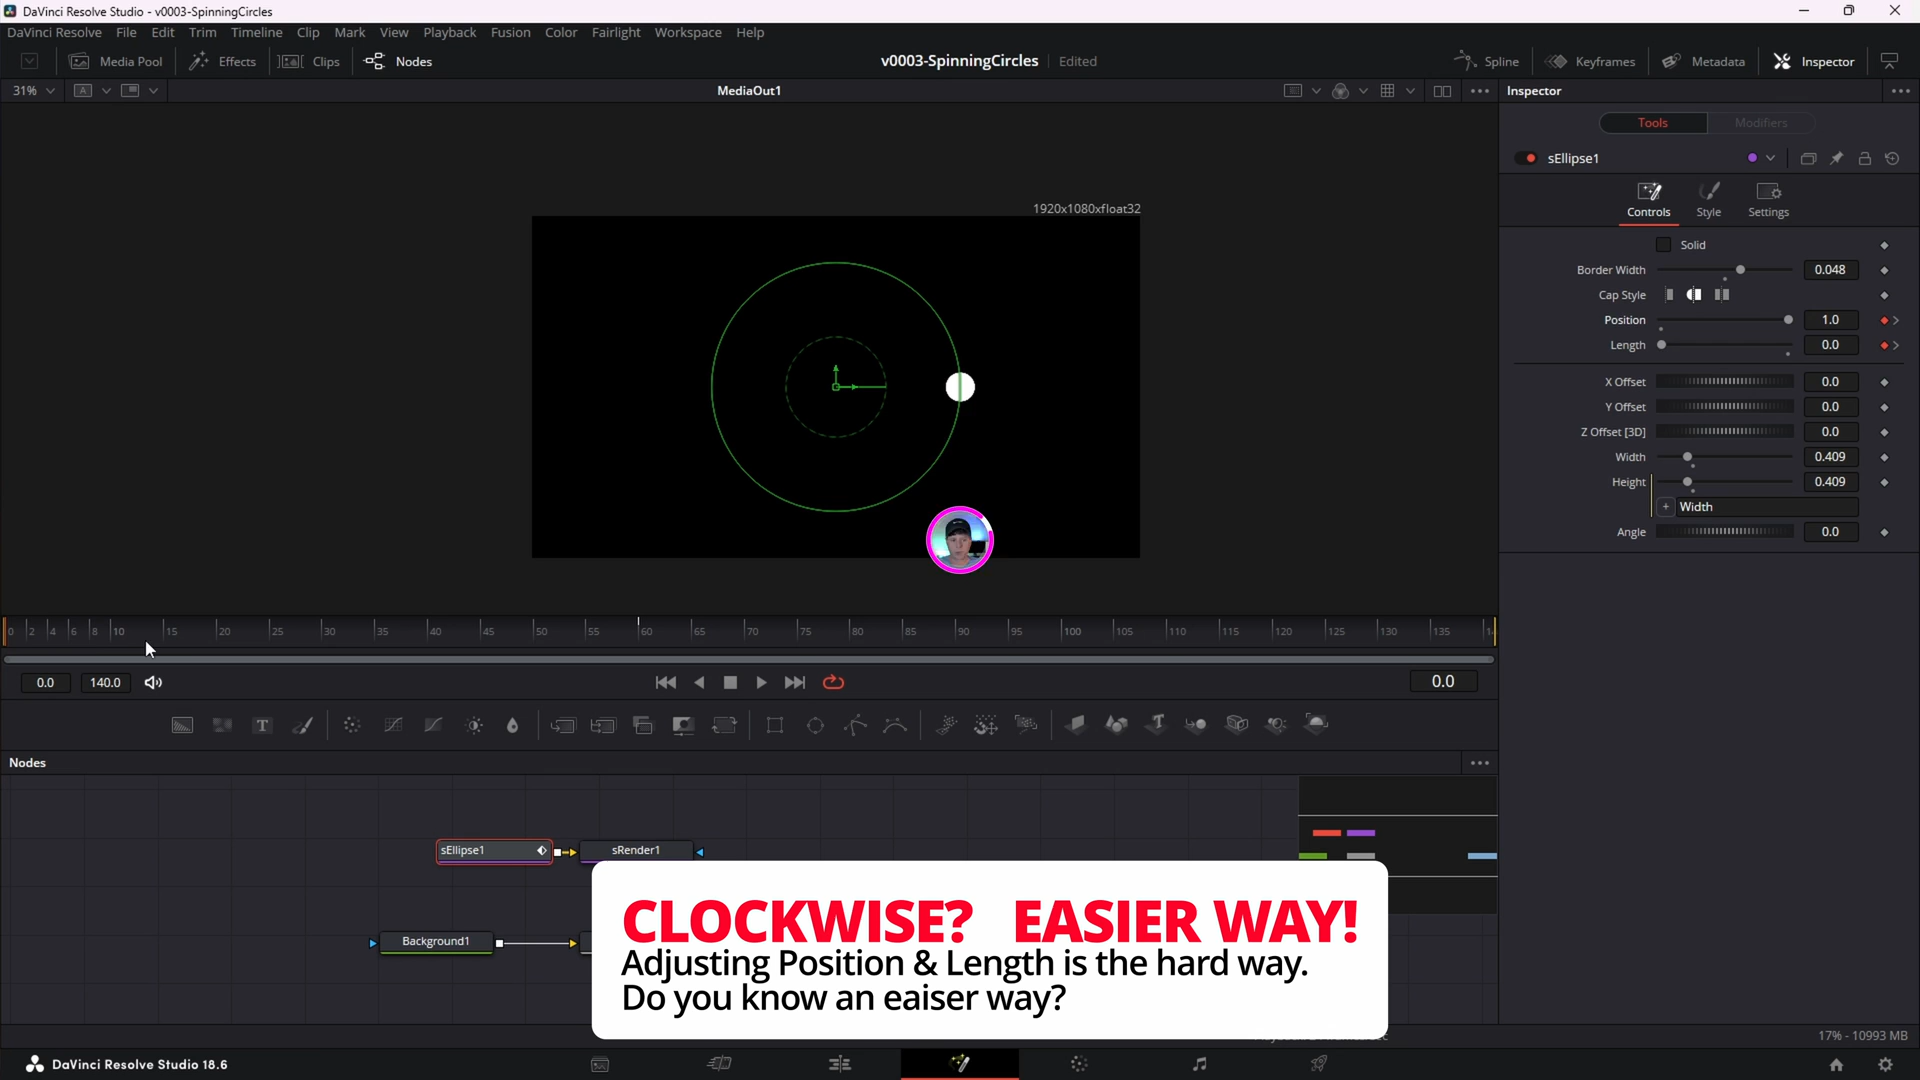 DaVinci Resolve Studio - v0003-SpinningCircles
DaVinci Resolve File Edit Trim Timeline Clip Mark View Playback Fusion Color Fairlight Workspace Help
Media Pool Effects Clips Nodes v0003-SpinningCircles Edited Spline Keyframes Metadata Inspector
31% A MediaOut1 Inspector
Tools Modifiers
sEllipse1
1920x1080xfloat32
Controls Style Settings
Solid
Border Width 0.048
Cap Style
Position 1.0
Length 0.0
X Offset 0.0
Y Offset 0.0
Z Offset [3D] 0.0
Width 0.409
Height 0.409
+ Width
Angle 0.0
0 2 4 6 8 10 15 20 25 30 35 40 45 50 55 60 65 70 75 80 85 90 95 100 105 110 115 120 125 130 135
0.0 140.0 0.0
T
Nodes
sEllipse1 sRender1
Background1
CLOCKWISE? EASIER WAY!
Adjusting Position & Length is the hard way.
Do you know an eaiser way?
17% - 10993 MB
DaVinci Resolve Studio 18.6